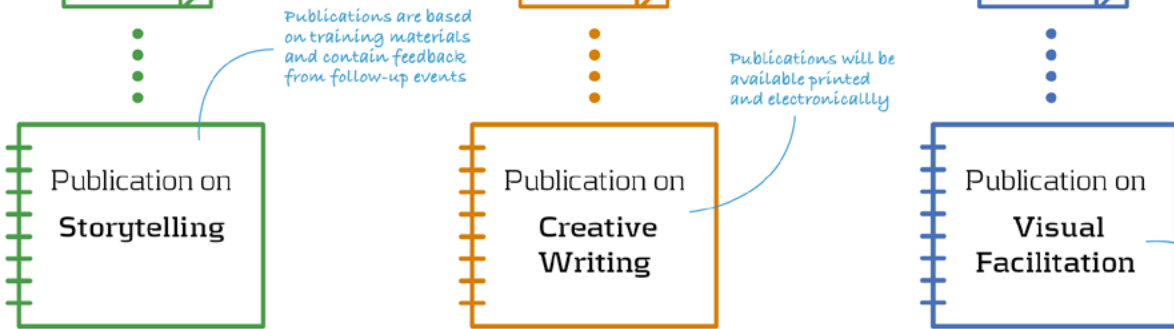 Publications are based
on training materials
and contain feedback
from follow-up events
Publications will be
available printed
and electronicallly
Publication on
Storytelling
Publication on
Creative
Writing
Publication on
Visual
Facilitation